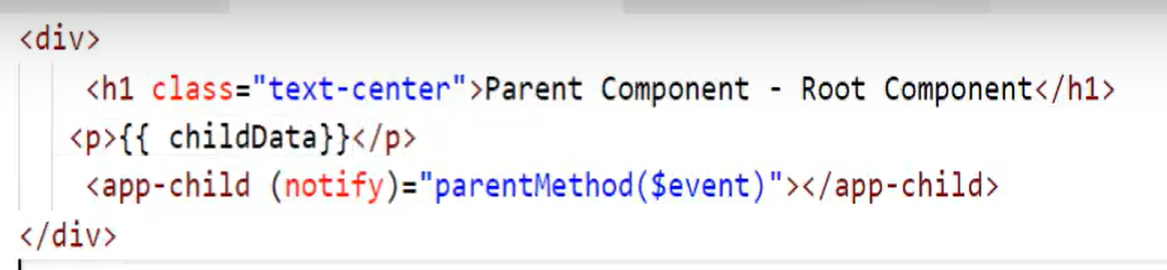 <div>
<h1 class="text-center">Parent Component - Root Component</h1>
<p>{{ childData}}</p>
<app-child (notify)="parentMethod($event)"></app-child>
</div>